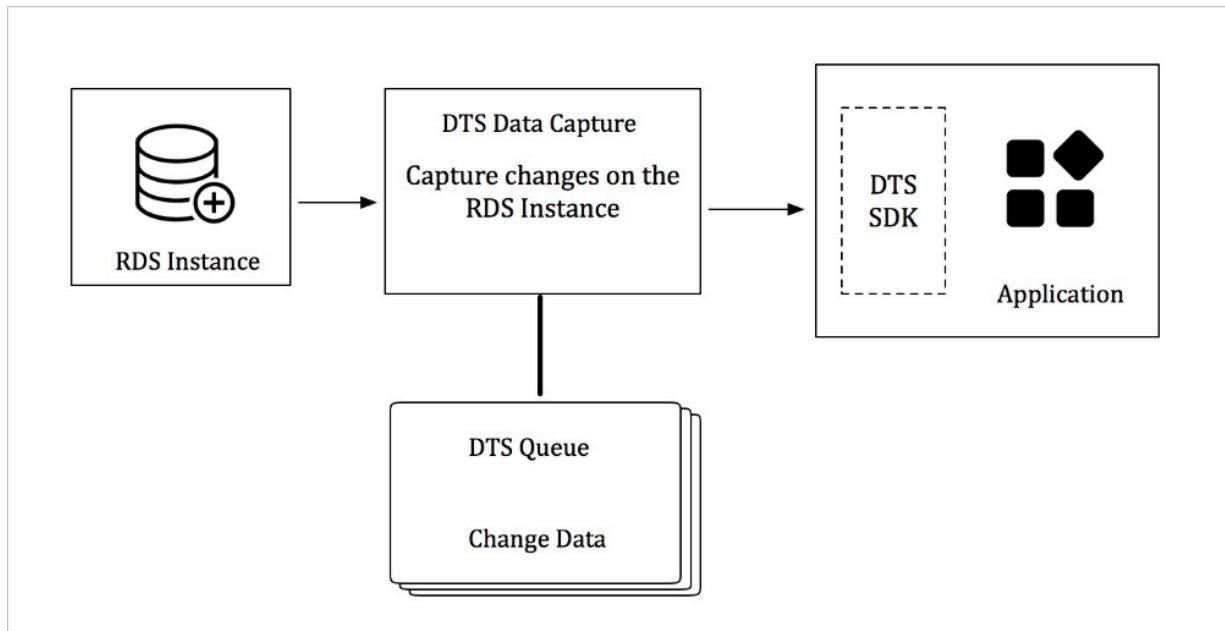 RDS Instance
DTS Data Capture
Capture changes on the
RDS Instance
DTS
SDK
Application
DTS Queue
Change Data